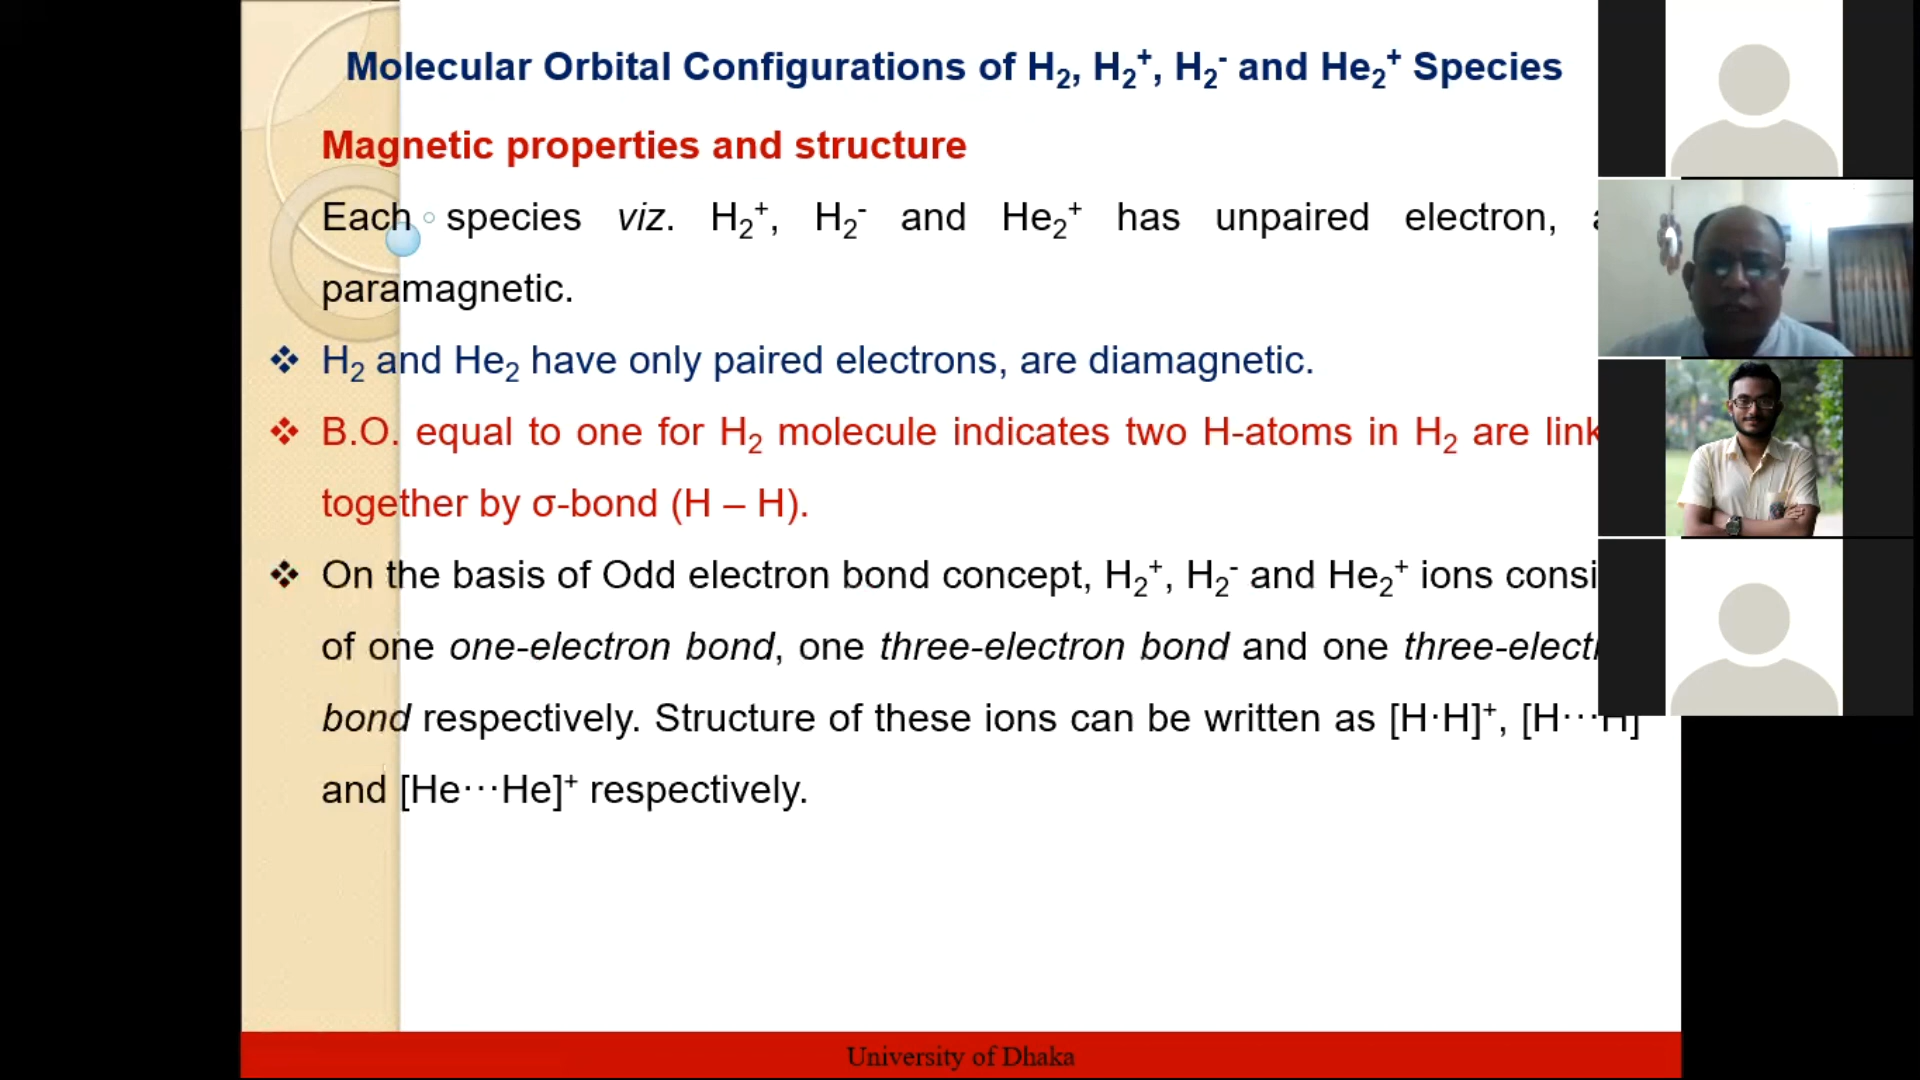 Molecular Orbital Configurations of H₂, H₂⁺, H₂⁻ and He₂⁺ Species
Magnetic properties and structure
Each species viz. H₂⁺, H₂⁻ and He₂⁺ has unpaired electron,
paramagnetic.
❖ H₂ and He₂ have only paired electrons, are diamagnetic.
❖ B.O. equal to one for H₂ molecule indicates two H-atoms in H₂ are
together by σ-bond (H – H).
❖ On the basis of Odd electron bond concept, H₂⁺, H₂⁻ and He₂⁺ ions
of one one-electron bond, one three-electron bond and one
bond respectively. Structure of these ions can be written as [H·H]⁺, [H···H]
and [He···He]⁺ respectively.
University of Dhaka